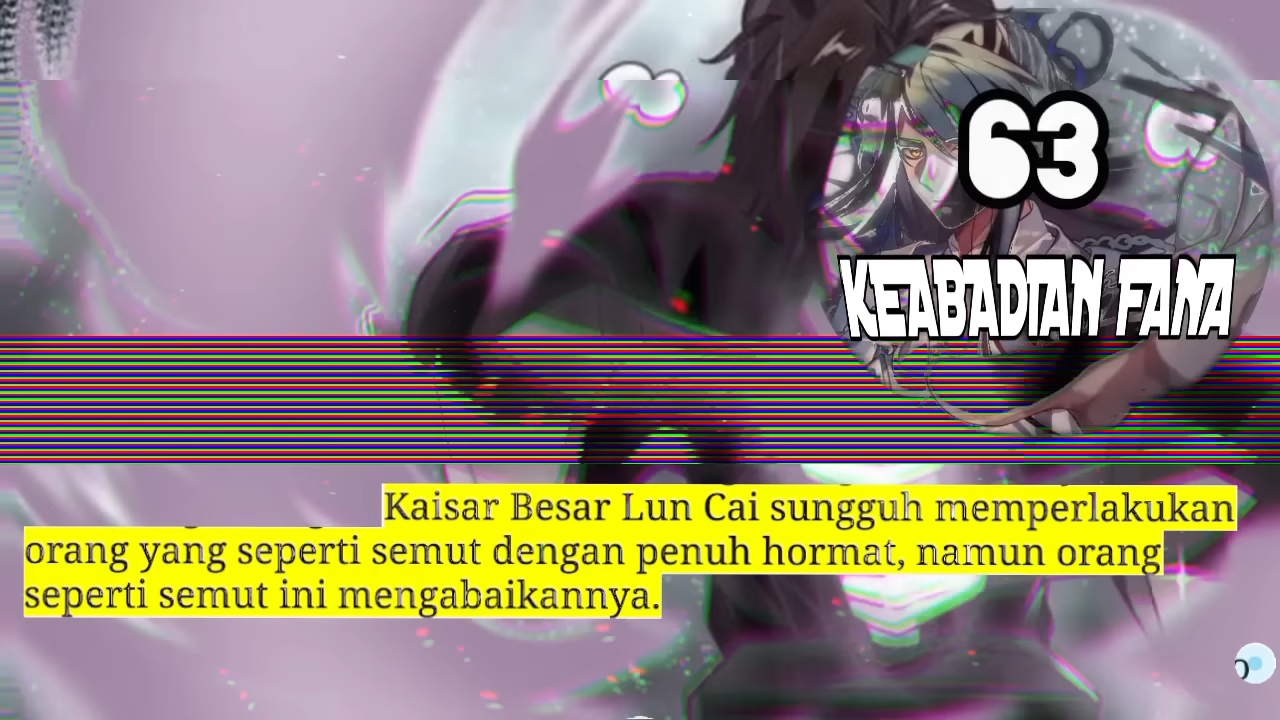 63
KEABADIAN FANA
Kaisar Besar Lun Cai sungguh memperlakukan
orang yang seperti semut dengan penuh hormat, namun orang
seperti semut ini mengabaikannya.